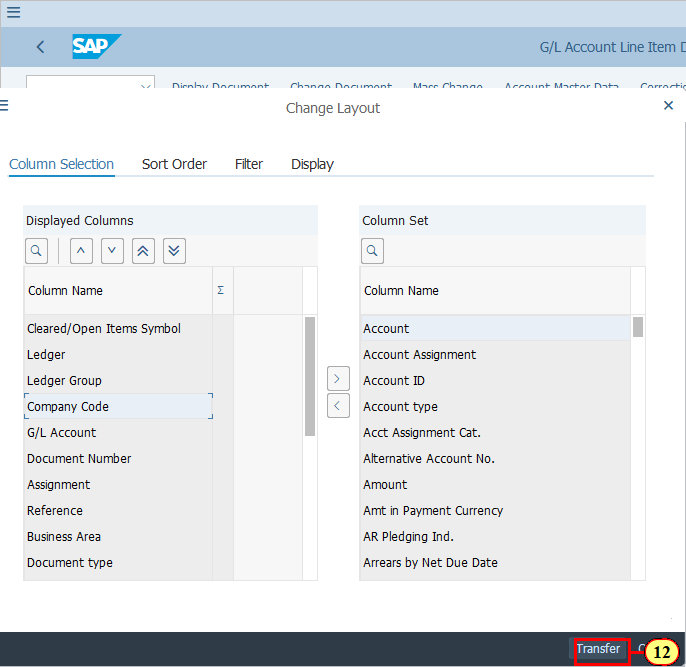 SAP
G/L Account Line Item D
Display Document Change Document Mass Change Account Master Data Correcti
Change Layout
Column Selection Sort Order Filter Display
Displayed Columns
Column Name Σ
Cleared/Open Items Symbol
Ledger
Ledger Group
Company Code
G/L Account
Document Number
Assignment
Reference
Business Area
Document type
Column Set
Column Name
Account
Account Assignment
Account ID
Account type
Acct Assignment Cat.
Alternative Account No.
Amount
Amt in Payment Currency
AR Pledging Ind.
Arrears by Net Due Date
Transfer
12